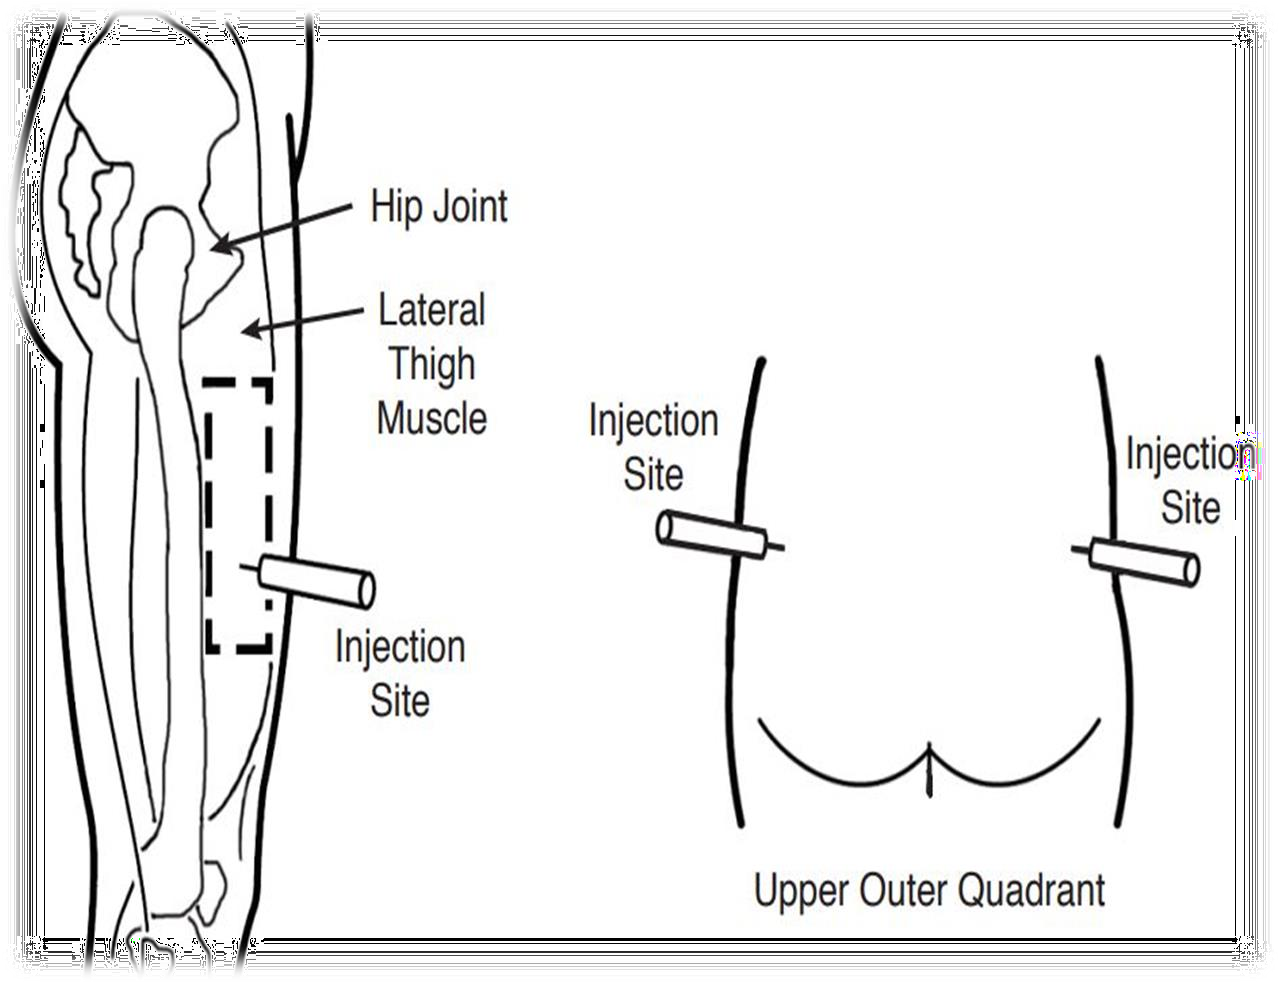 Hip Joint
Lateral
Thigh
Muscle
Injection
Site
Injection
Site
Injection
Site
Upper Outer Quadrant